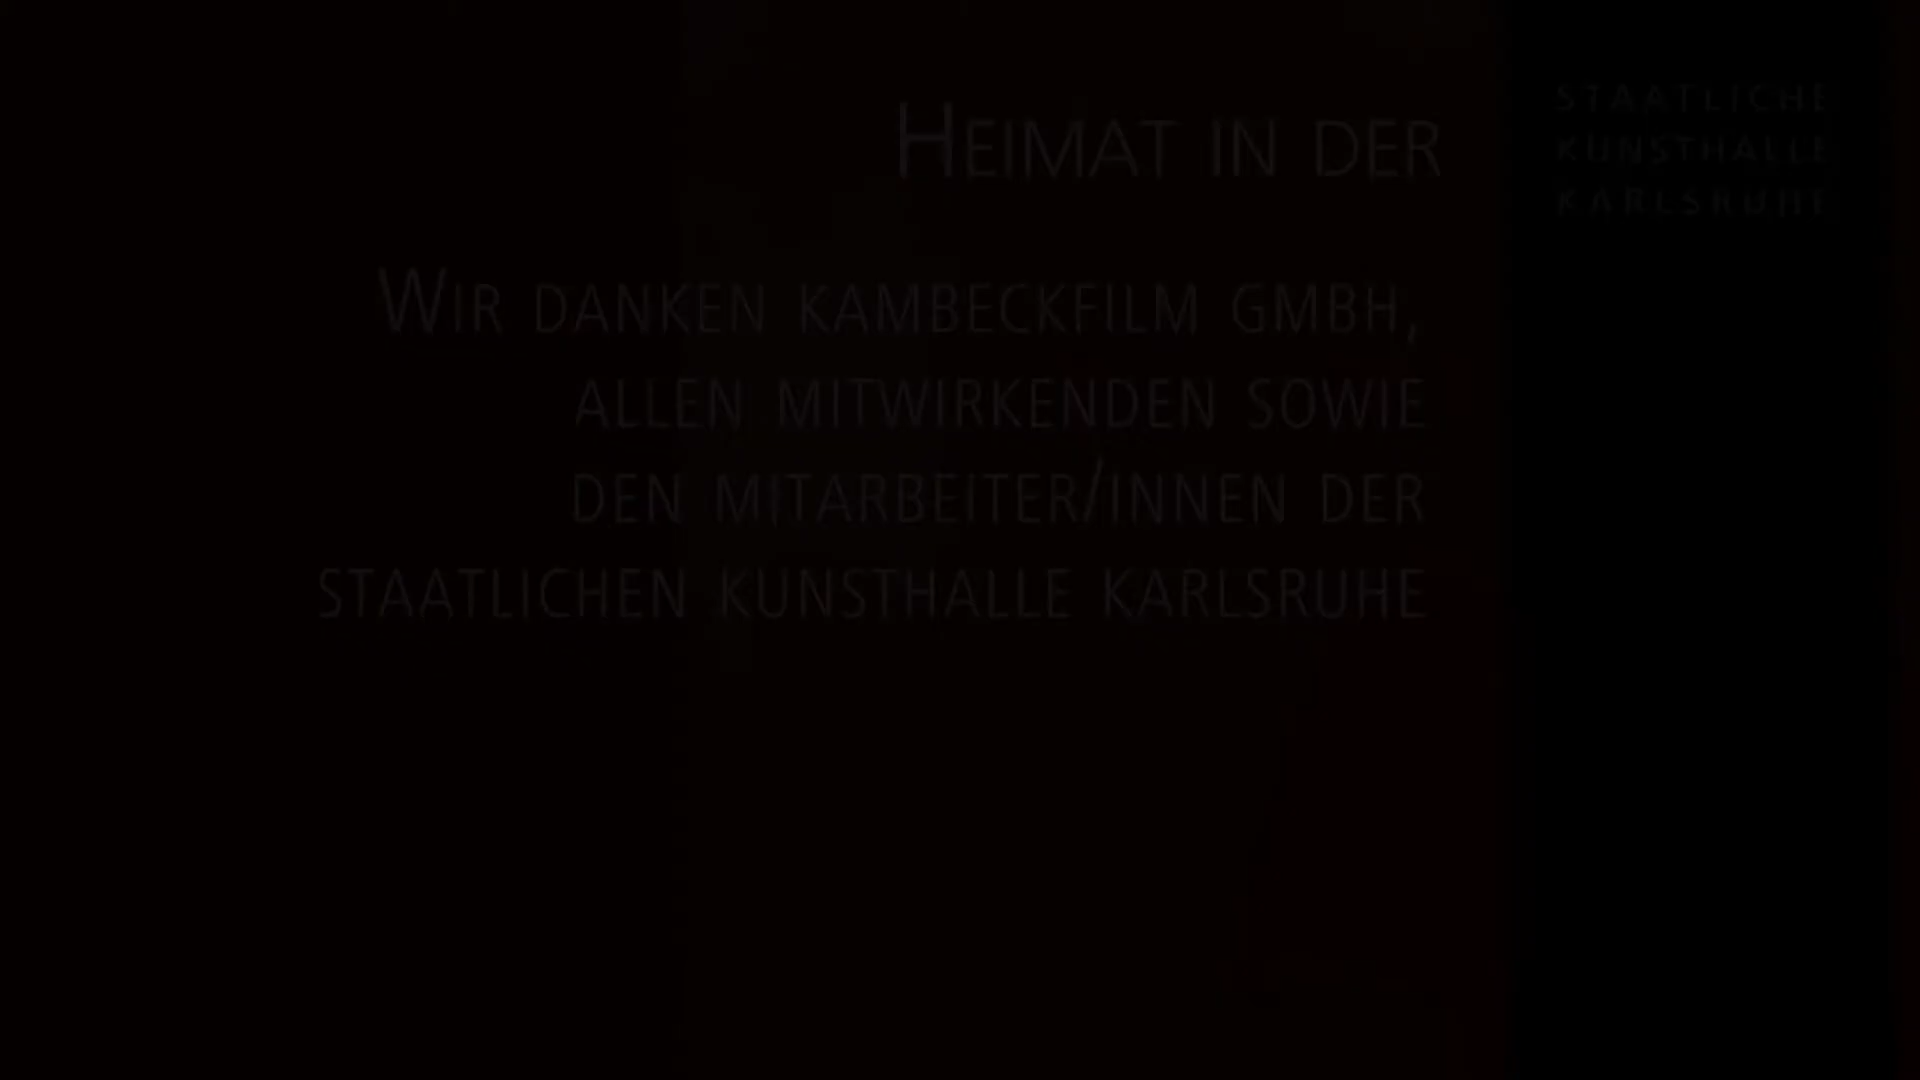 Heimat in der
Wir danken kambeckfilm gmbh,
allen mitwirkenden sowie
den mitarbeiter/innen der
staatlichen kunsthalle karlsruhe
STAATLICHE
KUNSTHALLE
KARLSRUHE